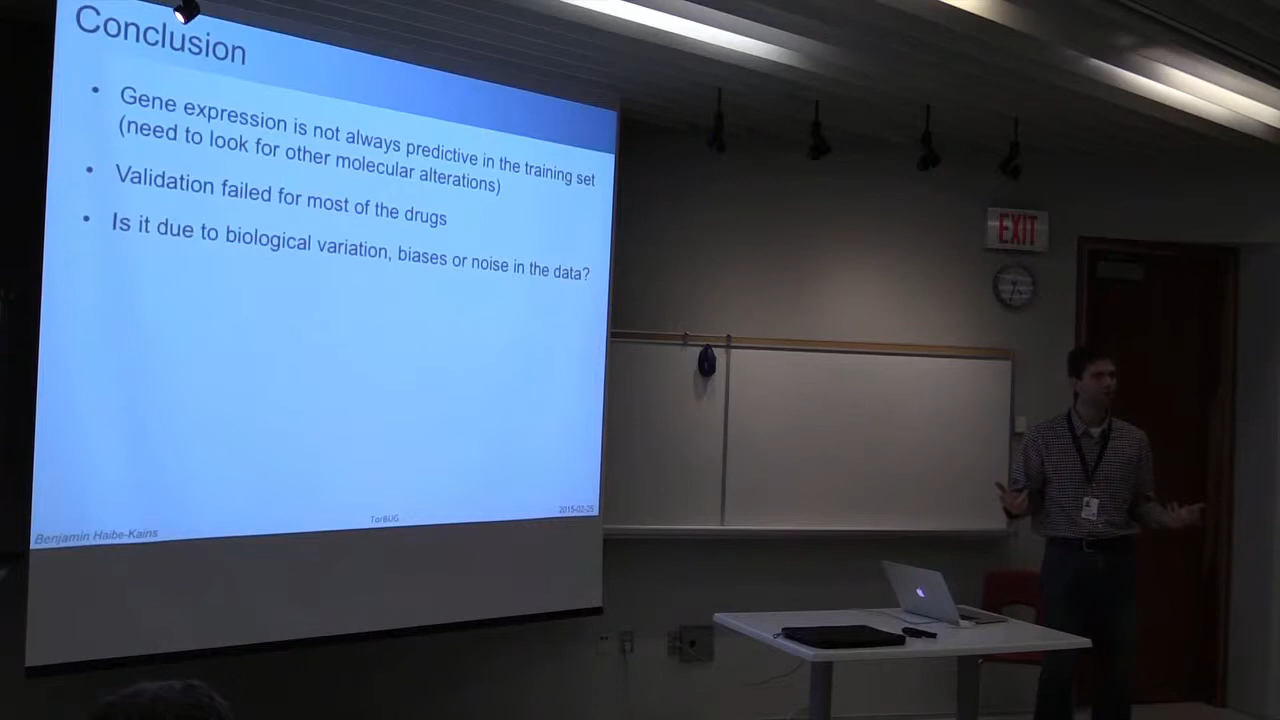 Conclusion
• Gene expression is not always predictive in the training set
(need to look for other molecular alterations)
• Validation failed for most of the drugs
• Is it due to biological variation, biases or noise in the data?
Benjamin Haibe-Kains
TorBUG
2015-02-25
EXIT